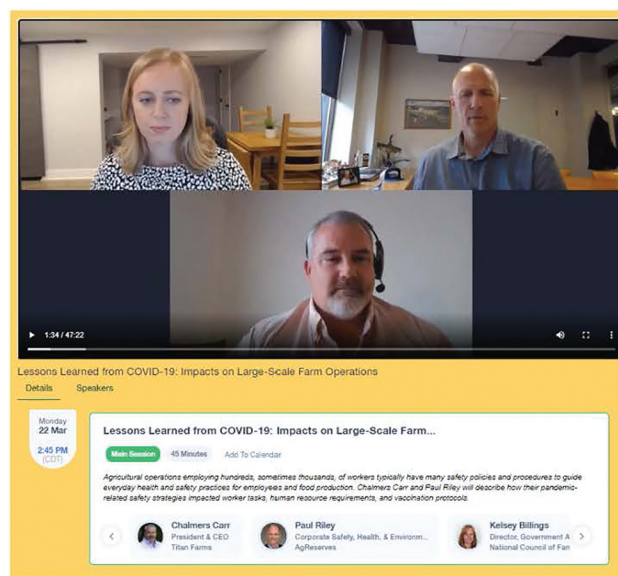 1:34 / 47:22
Lessons Learned from COVID-19: Impacts on Large-Scale Farm Operations
Details Speakers
Monday
22 Mar
2:45 PM
(CDT)
Lessons Learned from COVID-19: Impacts on Large-Scale Farm...
Main Session 45 Minutes Add To Calendar
Agricultural operations employing hundreds, sometimes thousands, of workers typically have many safety policies and procedures to guide
everyday health and safety practices for employees and food production. Chalmers Carr and Paul Riley will describe how their pandemic-
related safety strategies impacted worker tasks, human resource requirements, and vaccination protocols.
Chalmers Carr
President & CEO
Titan Farms
Paul Riley
Corporate Safety, Health, & Environm...
AgReserves
Kelsey Billings
Director, Government A
National Council of Farm